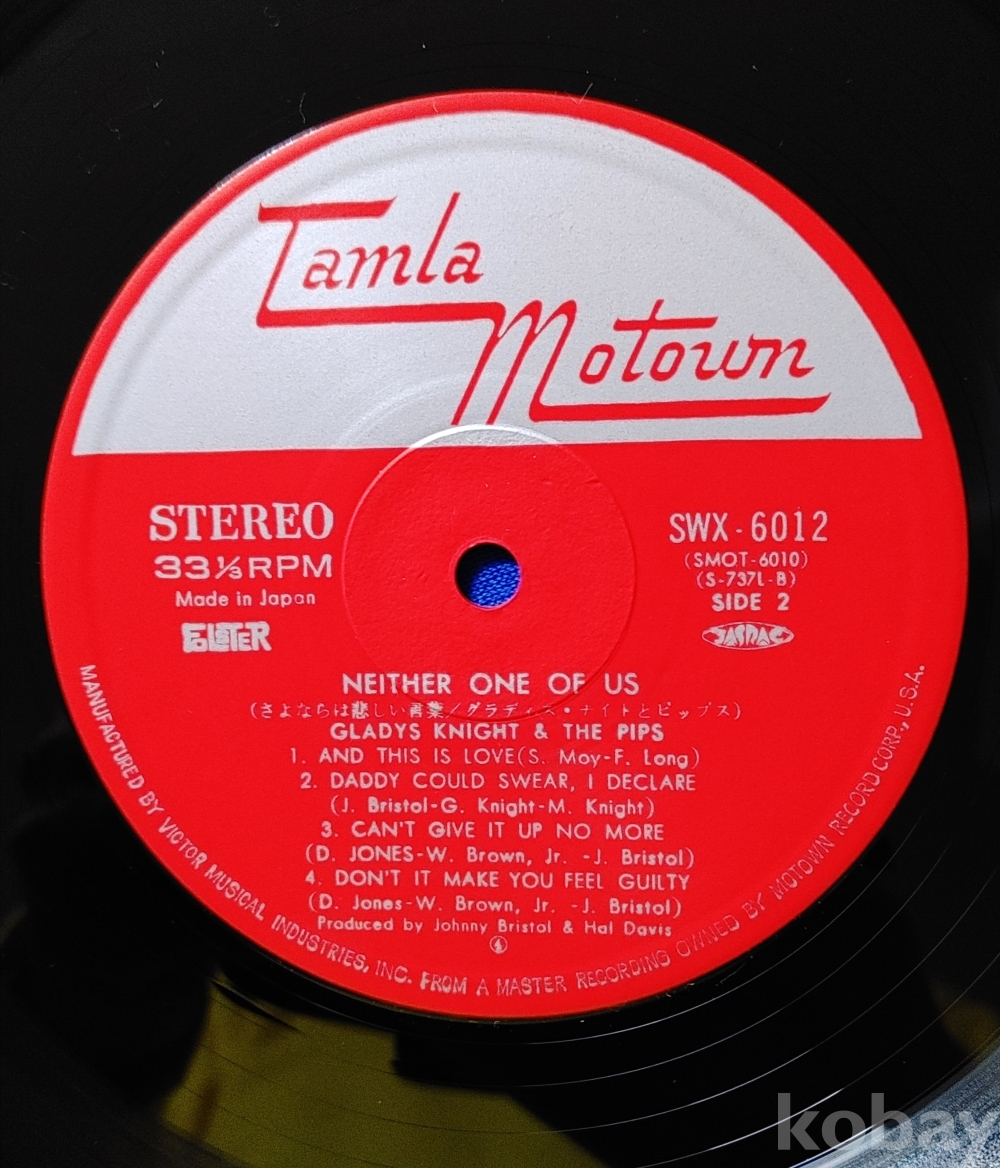 Tamla
Motown
STEREO
33⅓ RPM
Made in Japan
SWX-6012
(SMOT-6010)
(S-737L-B)
SIDE 2
JASRAC
NEITHER ONE OF US
(さよならは悲しい言葉/グラディス・ナイトとピップス)
GLADYS KNIGHT & THE PIPS
1. AND THIS IS LOVE(S. Moy-F. Long)
2. DADDY COULD SWEAR, I DECLARE
(J. Bristol-G. Knight-M. Knight)
3. CAN'T GIVE IT UP NO MORE
(D. JONES-W. Brown, Jr. -J. Bristol)
4. DON'T IT MAKE YOU FEEL GUILTY
(D. Jones-W. Brown, Jr. -J. Bristol)
Produced by Johnny Bristol & Hal Davis
MANUFACTURED BY VICTOR MUSICAL INDUSTRIES, INC. FROM A MASTER RECORDING OWNED BY MOTOWN RECORD CORP., U.S.A.
kobay